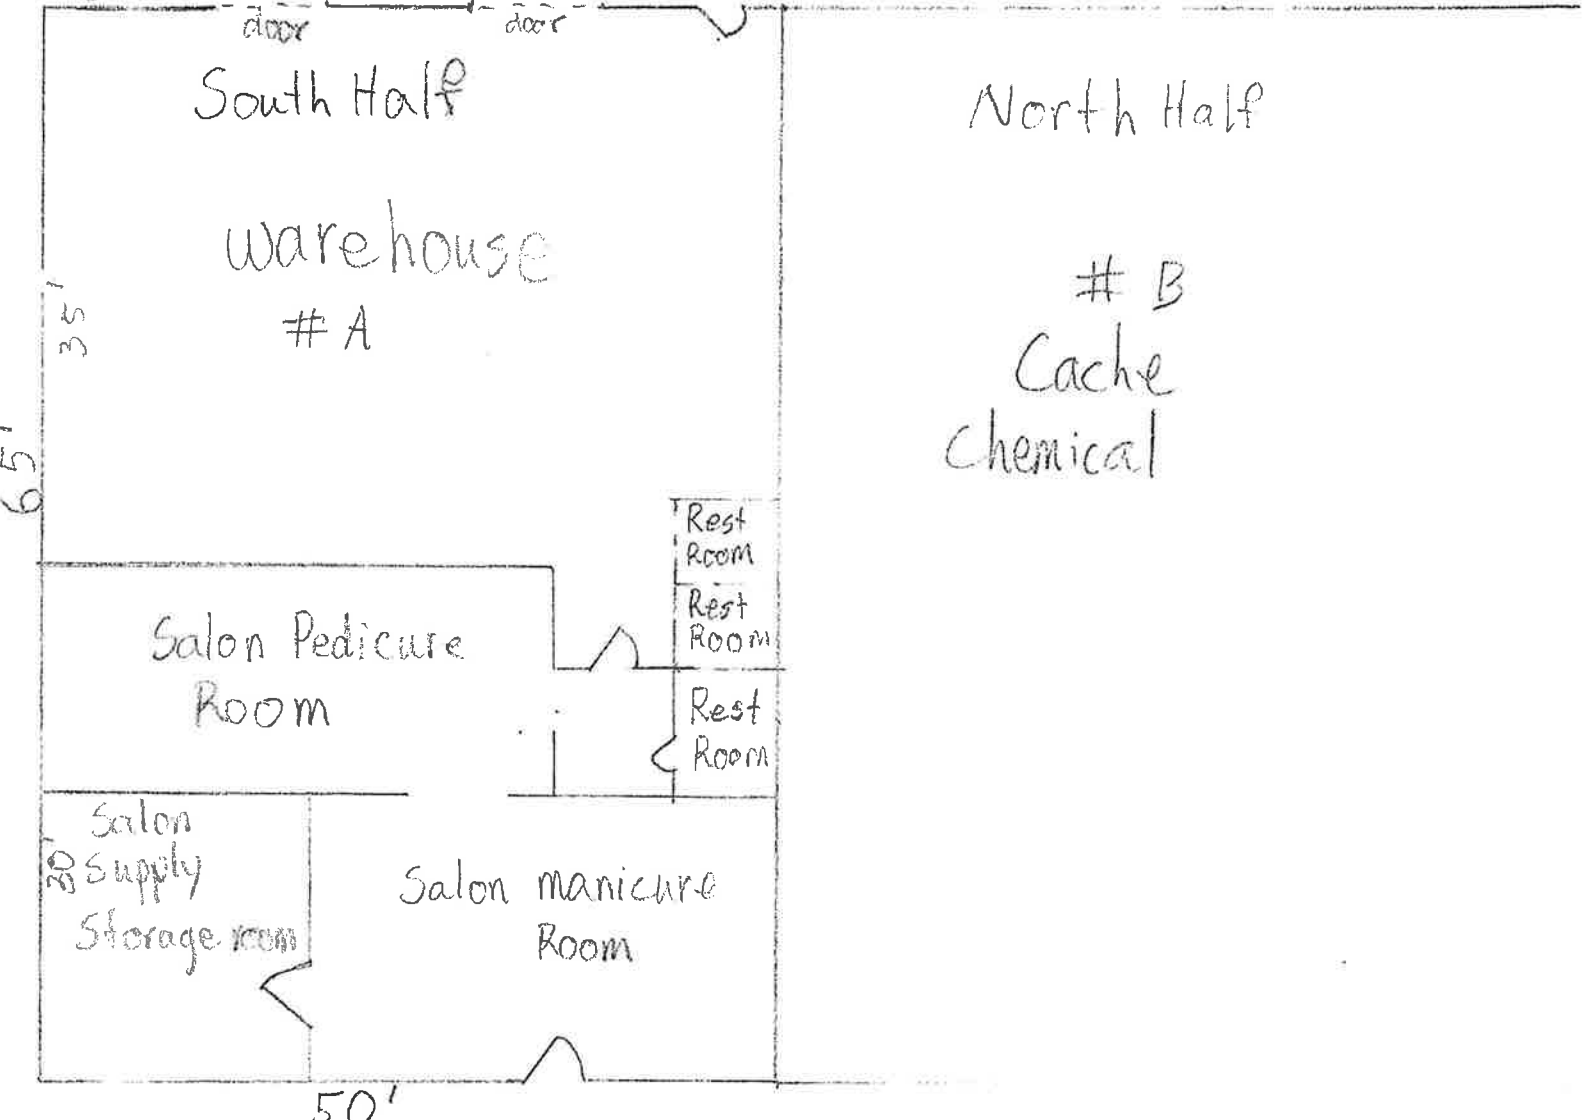 door
door
South Half
North Half
warehouse
# A
# B
Cache
Chemical
35'
65'
Rest
Room
Rest
Room
Salon Pedicure
Room
Rest
Room
Salon
Supply
Storage room
30'
Salon manicure
Room
50'